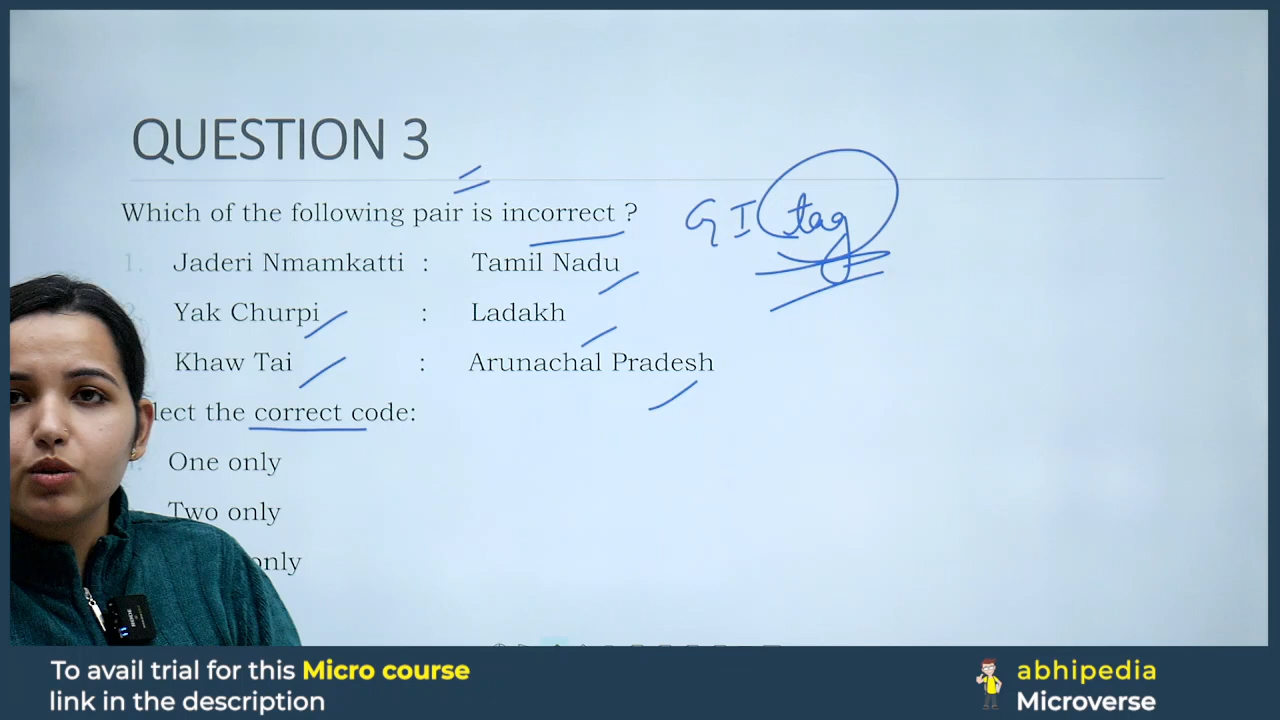 QUESTION 3
Which of the following pair is incorrect ?
GI tag
1. Jaderi Nmamkatti : Tamil Nadu
Yak Churpi : Ladakh
Khaw Tai : Arunachal Pradesh
lect the correct code:
One only
Two only
only
To avail trial for this Micro course
link in the description
abhipedia
Microverse